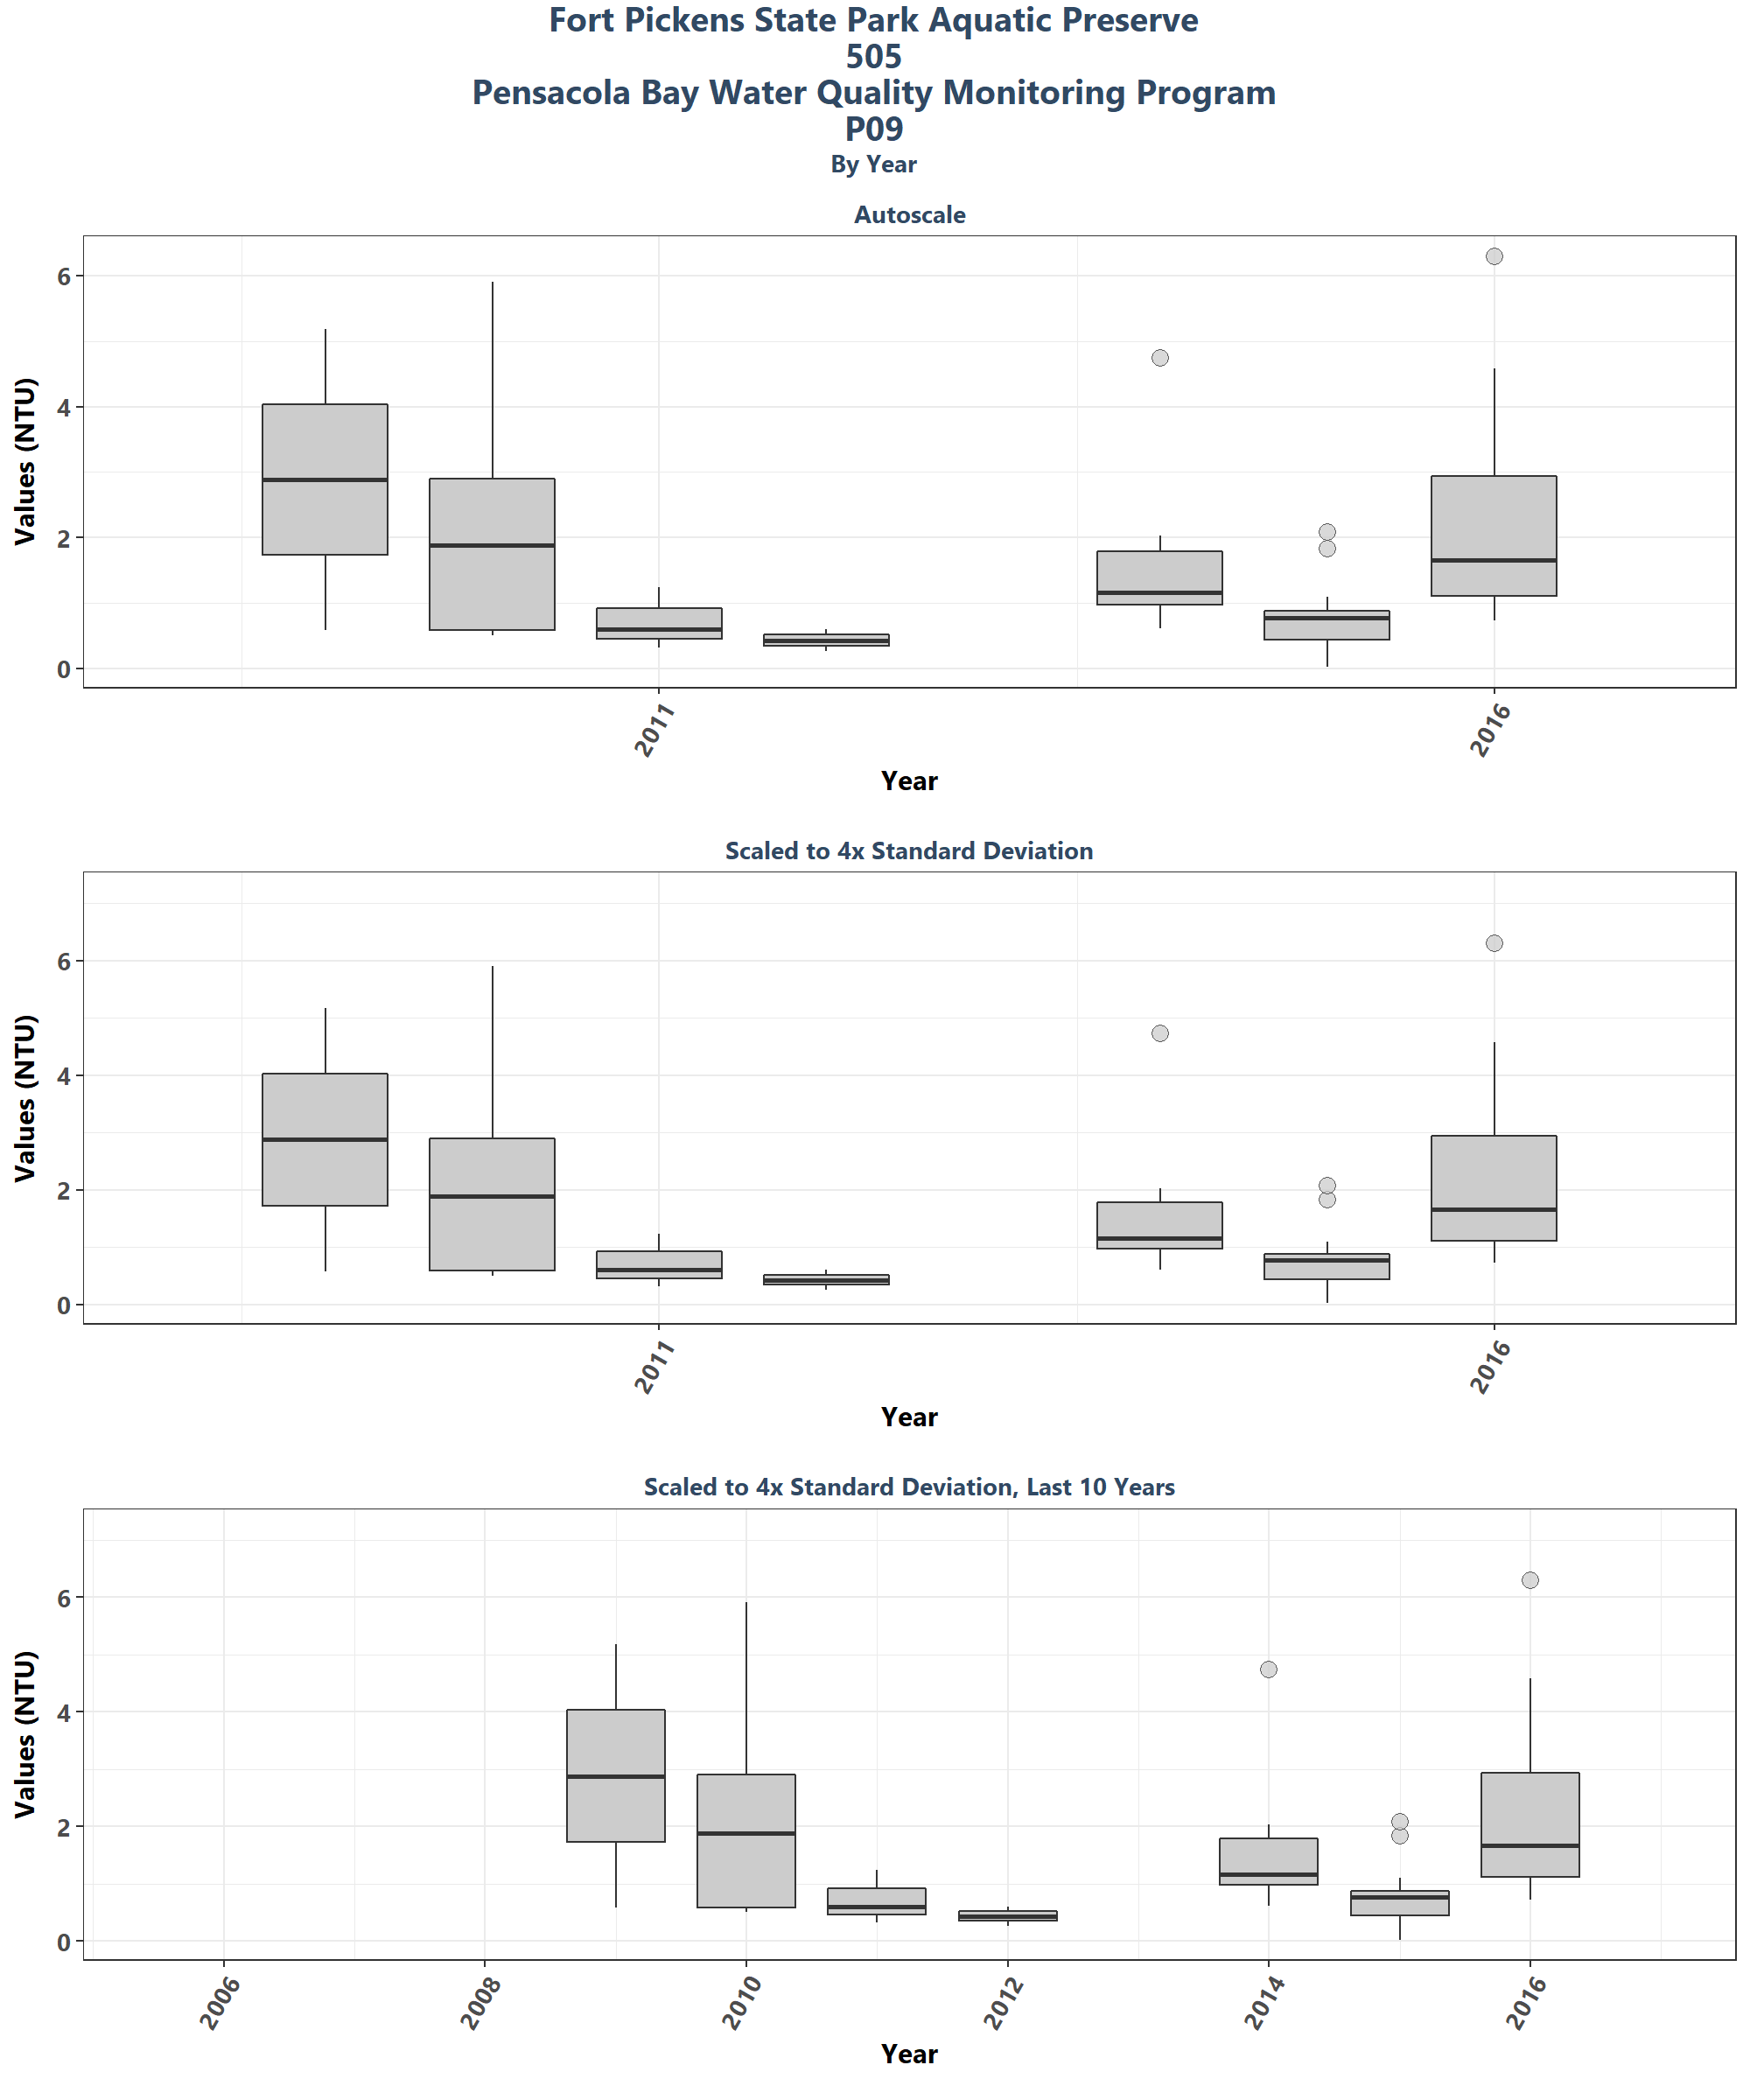 Fort Pickens State Park Aquatic Preserve
505
Pensacola Bay Water Quality Monitoring Program
P09
By Year
Autoscale
Values (NTU)
6
4
2
0
2011
2016
Year
Scaled to 4x Standard Deviation
Values (NTU)
6
4
2
0
2011
2016
Year
Scaled to 4x Standard Deviation, Last 10 Years
Values (NTU)
6
4
2
0
2006
2008
2010
2012
2014
2016
Year